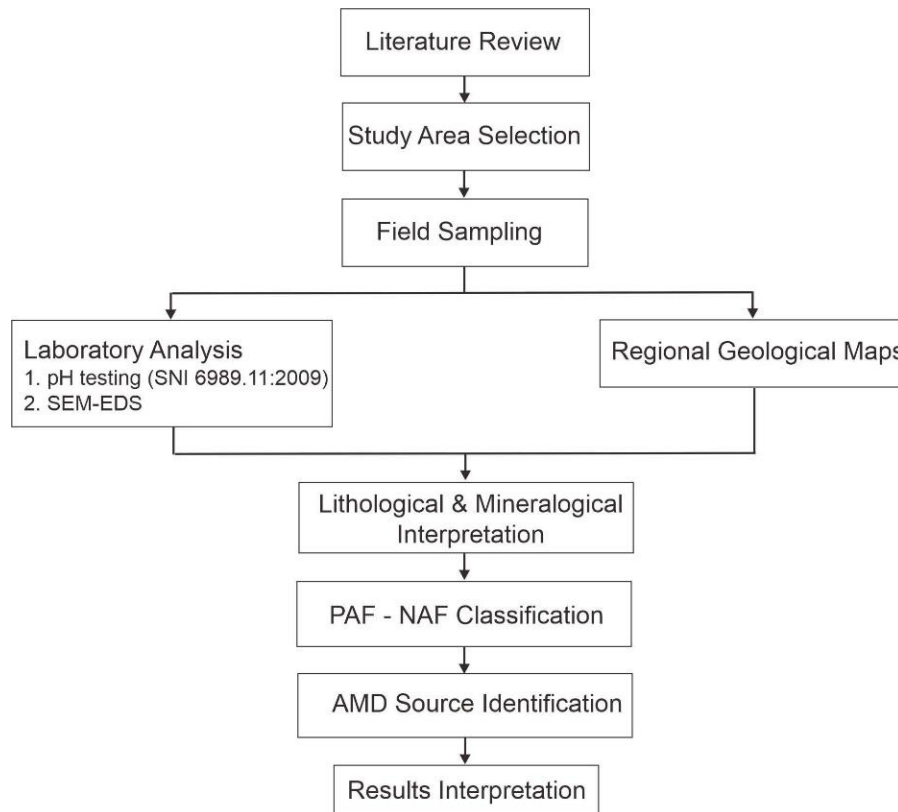 Literature Review
Study Area Selection
Field Sampling
Laboratory Analysis
1. pH testing (SNI 6989.11:2009)
2. SEM-EDS
Regional Geological Maps
Lithological & Mineralogical
Interpretation
PAF - NAF Classification
AMD Source Identification
Results Interpretation